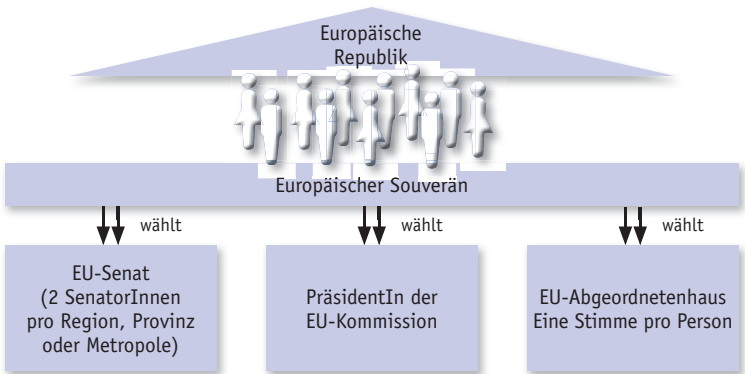 Europäische
Republik
Europäischer Souverän
wählt
wählt
wählt
EU-Senat
(2 SenatorInnen
pro Region, Provinz
oder Metropole)
PräsidentIn der
EU-Kommission
EU-Abgeordnetenhaus
Eine Stimme pro Person